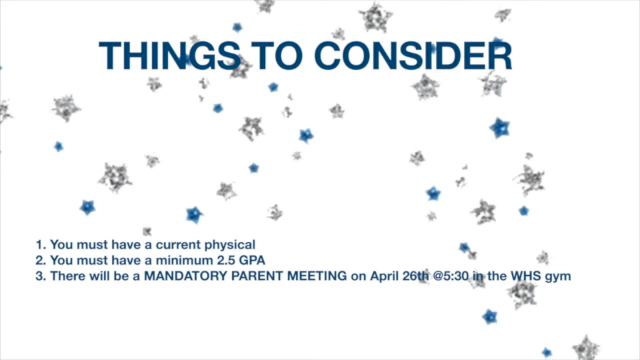 THINGS TO CONSIDER
1. You must have a current physical
2. You must have a minimum 2.5 GPA
3. There will be a MANDATORY PARENT MEETING on April 26th @5:30 in the WHS gym